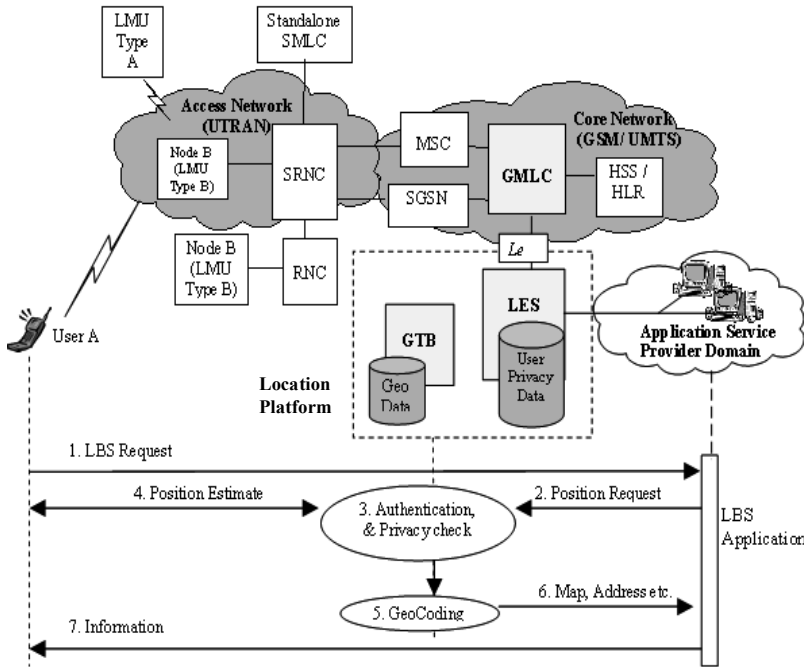 LMU
Type
A
Standalone
SMLC
Access Network
(UTRAN)
Core Network
(GSM/ UMTS)
Node B
(LMU
Type B)
SRNC
MSC
SGSN
GMLC
HSS /
HLR
Node B
(LMU
Type B)
RNC
Le
User A
GTB
Geo
Data
LES
User
Privacy
Data
Application Service
Provider Domain
Location
Platform
1. LBS Request
4. Position Estimate
3. Authentication,
& Privacy check
2. Position Request
LBS
Application
5. GeoCoding
6. Map, Address etc.
7. Information